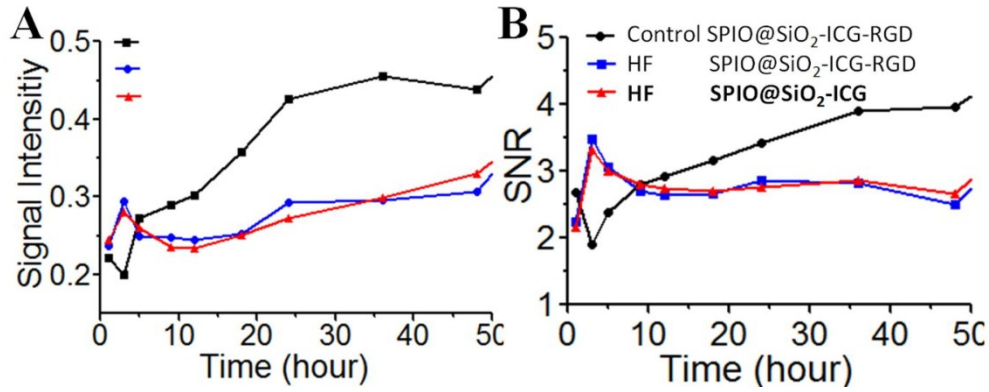 A
0.5
0.4
0.3
0.2
Signal Intensitiy
0 10 20 30 40 50
Time (hour)
B
Control SPIO@SiO₂-ICG-RGD
HF SPIO@SiO₂-ICG-RGD
HF SPIO@SiO₂-ICG
5
4
3
2
1
SNR
0 10 20 30 40 50
Time (hour)